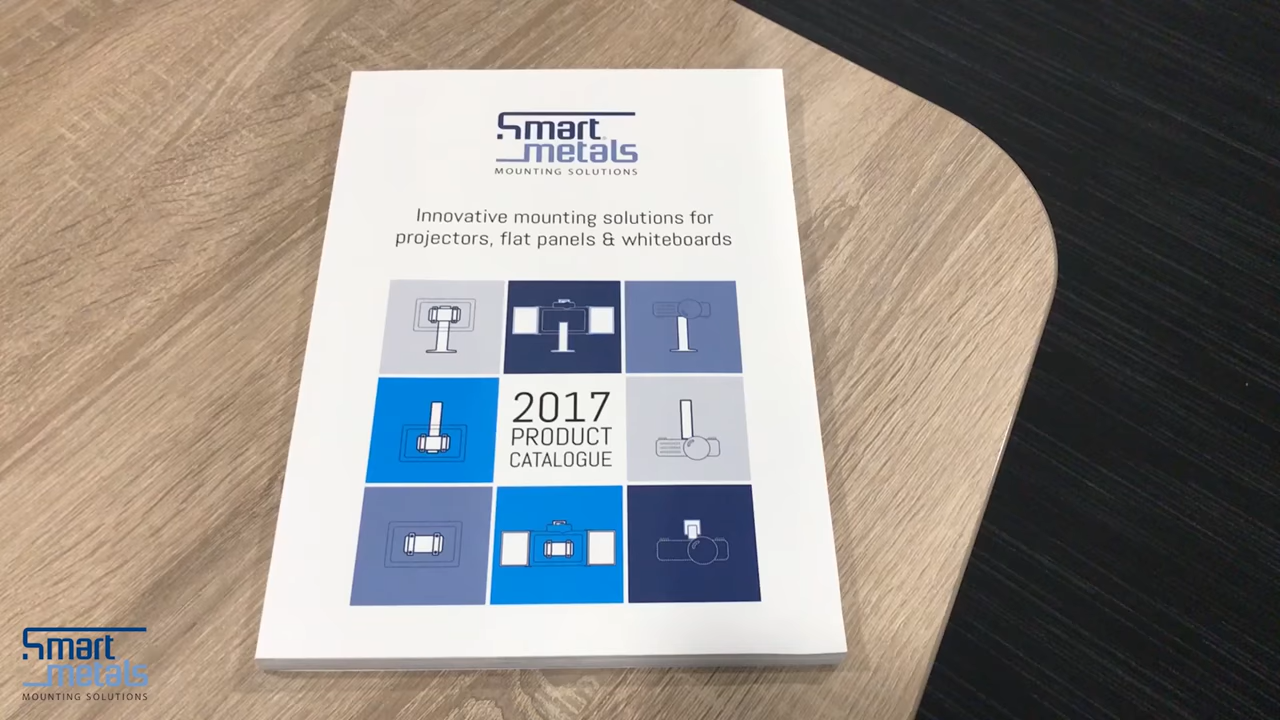 Smart
metals
MOUNTING SOLUTIONS
Innovative mounting solutions for
projectors, flat panels & whiteboards
2017
PRODUCT
CATALOGUE
Smart
metals
MOUNTING SOLUTIONS